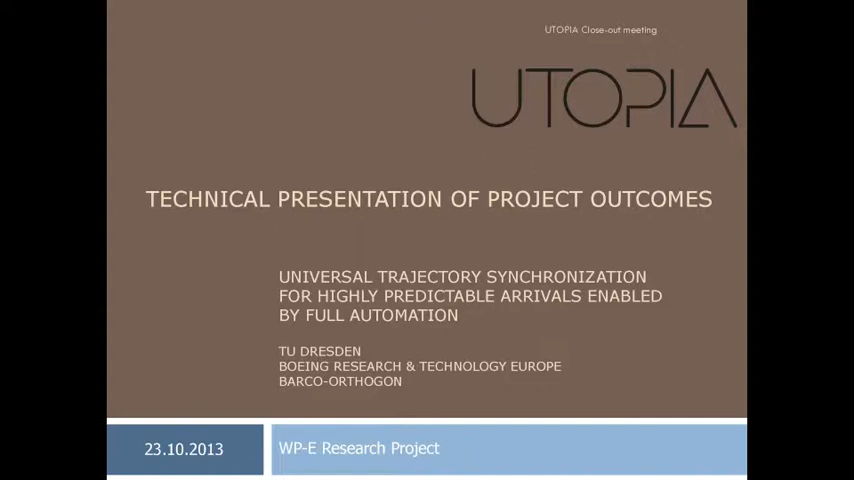 UTOPIA Close-out meeting
UTOPIA
TECHNICAL PRESENTATION OF PROJECT OUTCOMES
UNIVERSAL TRAJECTORY SYNCHRONIZATION
FOR HIGHLY PREDICTABLE ARRIVALS ENABLED
BY FULL AUTOMATION
TU DRESDEN
BOEING RESEARCH & TECHNOLOGY EUROPE
BARCO-ORTHOGON
23.10.2013
WP-E Research Project